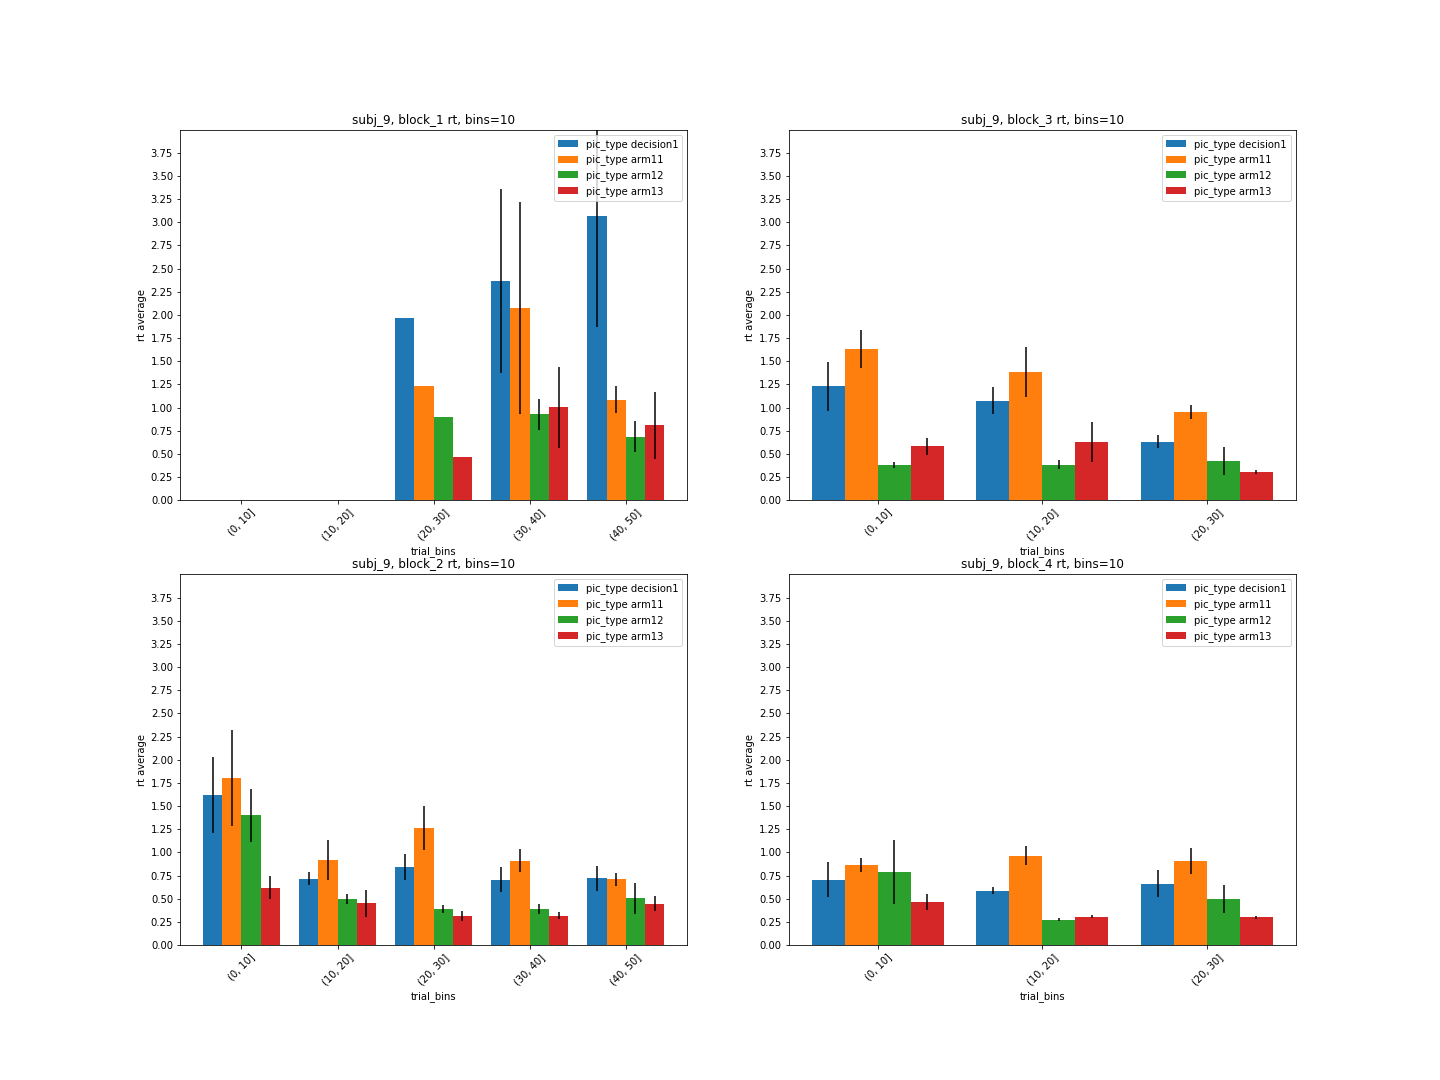 subj_9, block_1 rt, bins=10
pic_type decision1
pic_type arm11
pic_type arm12
pic_type arm13
3.75
3.50
3.25
3.00
2.75
2.50
2.25
2.00
1.75
1.50
1.25
1.00
0.75
0.50
0.25
0.00
rt average
(0, 10]
(10, 20]
(20, 30]
(30, 40]
(40, 50]
trial_bins
subj_9, block_3 rt, bins=10
pic_type decision1
pic_type arm11
pic_type arm12
pic_type arm13
3.75
3.50
3.25
3.00
2.75
2.50
2.25
2.00
1.75
1.50
1.25
1.00
0.75
0.50
0.25
0.00
rt average
(0, 10]
(10, 20]
(20, 30]
trial_bins
subj_9, block_2 rt, bins=10
pic_type decision1
pic_type arm11
pic_type arm12
pic_type arm13
3.75
3.50
3.25
3.00
2.75
2.50
2.25
2.00
1.75
1.50
1.25
1.00
0.75
0.50
0.25
0.00
rt average
(0, 10]
(10, 20]
(20, 30]
(30, 40]
(40, 50]
trial_bins
subj_9, block_4 rt, bins=10
pic_type decision1
pic_type arm11
pic_type arm12
pic_type arm13
3.75
3.50
3.25
3.00
2.75
2.50
2.25
2.00
1.75
1.50
1.25
1.00
0.75
0.50
0.25
0.00
rt average
(0, 10]
(10, 20]
(20, 30]
trial_bins